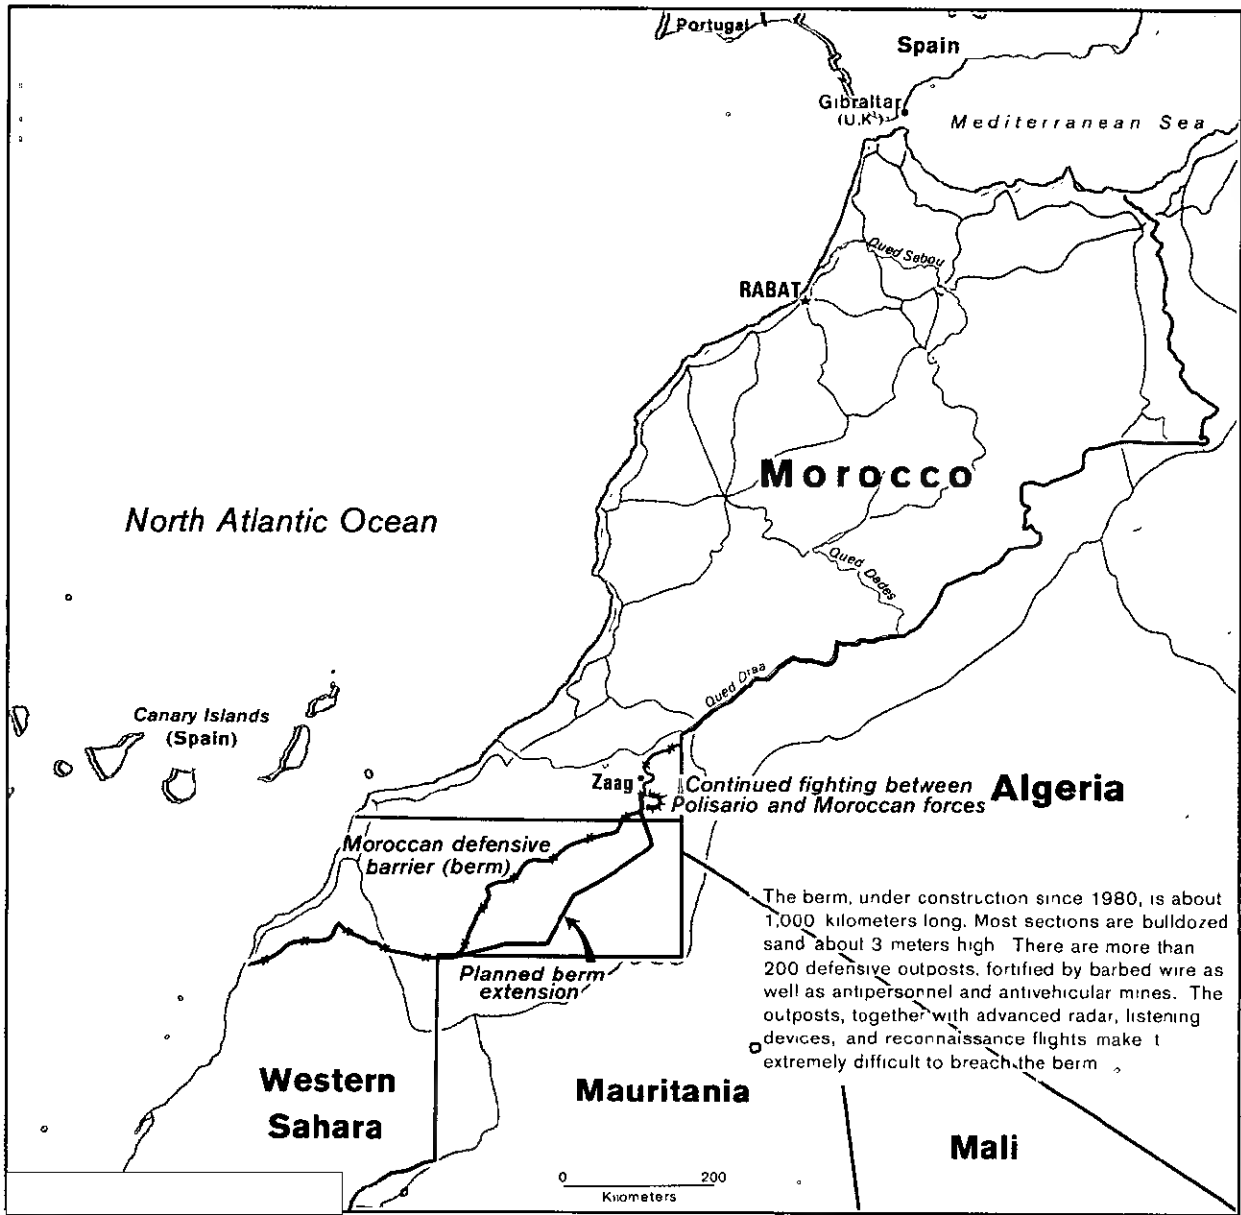 Portugal
Spain
Gibraltar
(U.K.)
Mediterranean Sea
Qued Sebou
RABAT
Morocco
North Atlantic Ocean
Qued Dades
Qued Draa
Canary Islands
(Spain)
Zaag
Continued fighting between
Polisario and Moroccan forces
Algeria
Moroccan defensive
barrier (berm)
The berm, under construction since 1980, is about
1,000 kilometers long. Most sections are bulldozed
sand about 3 meters high There are more than
200 defensive outposts, fortified by barbed wire as
well as antipersonnel and antivehicular mines. The
outposts, together with advanced radar, listening
devices, and reconnaissance flights make t
extremely difficult to breach the berm
Planned berm
extension
Western
Sahara
Mauritania
Mali
0 200
Kilometers